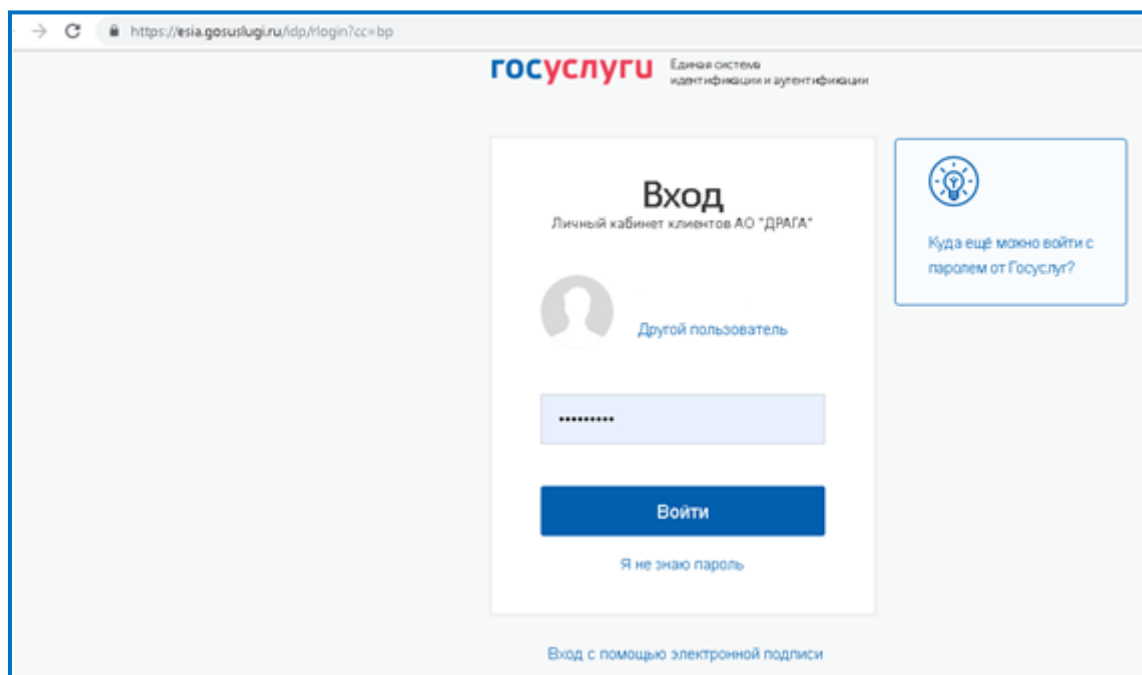 https://esia.gosuslugi.ru/idp/rlogin?cc=bp
госуслуги
Единая система
идентификации и аутентификации
Вход
Личный кабинет клиентов АО "ДРАГА"
Другой пользователь
•••••••••
Войти
Я не знаю пароль
Вход с помощью электронной подписи
Куда ещё можно войти с
паролем от Госуслуг?